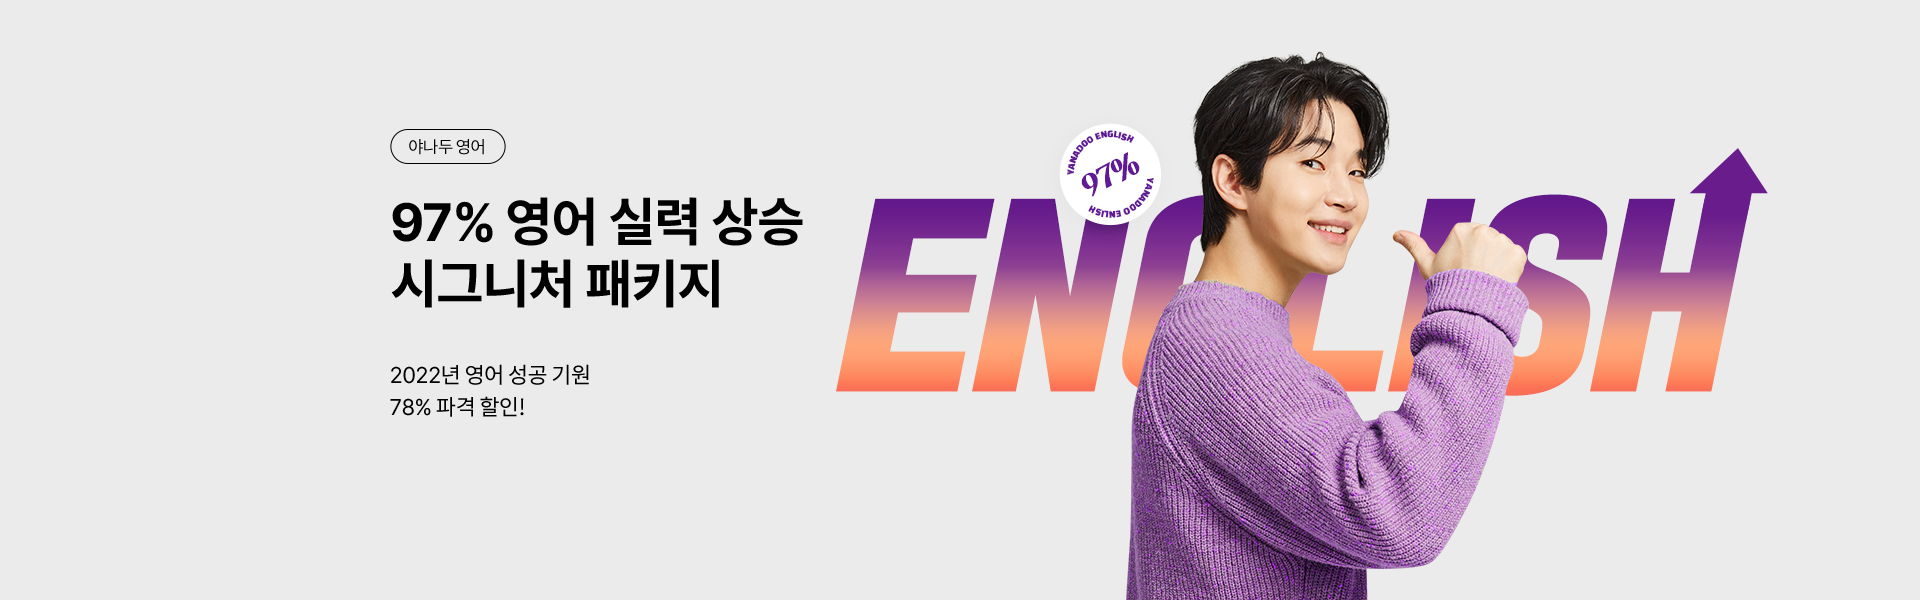 야나두 영어
97% 영어 실력 상승
시그니처 패키지
2022년 영어 성공 기원
78% 파격 할인!
YANADOO ENGLISH
97%
YANADOO ENLISH
ENGLISH